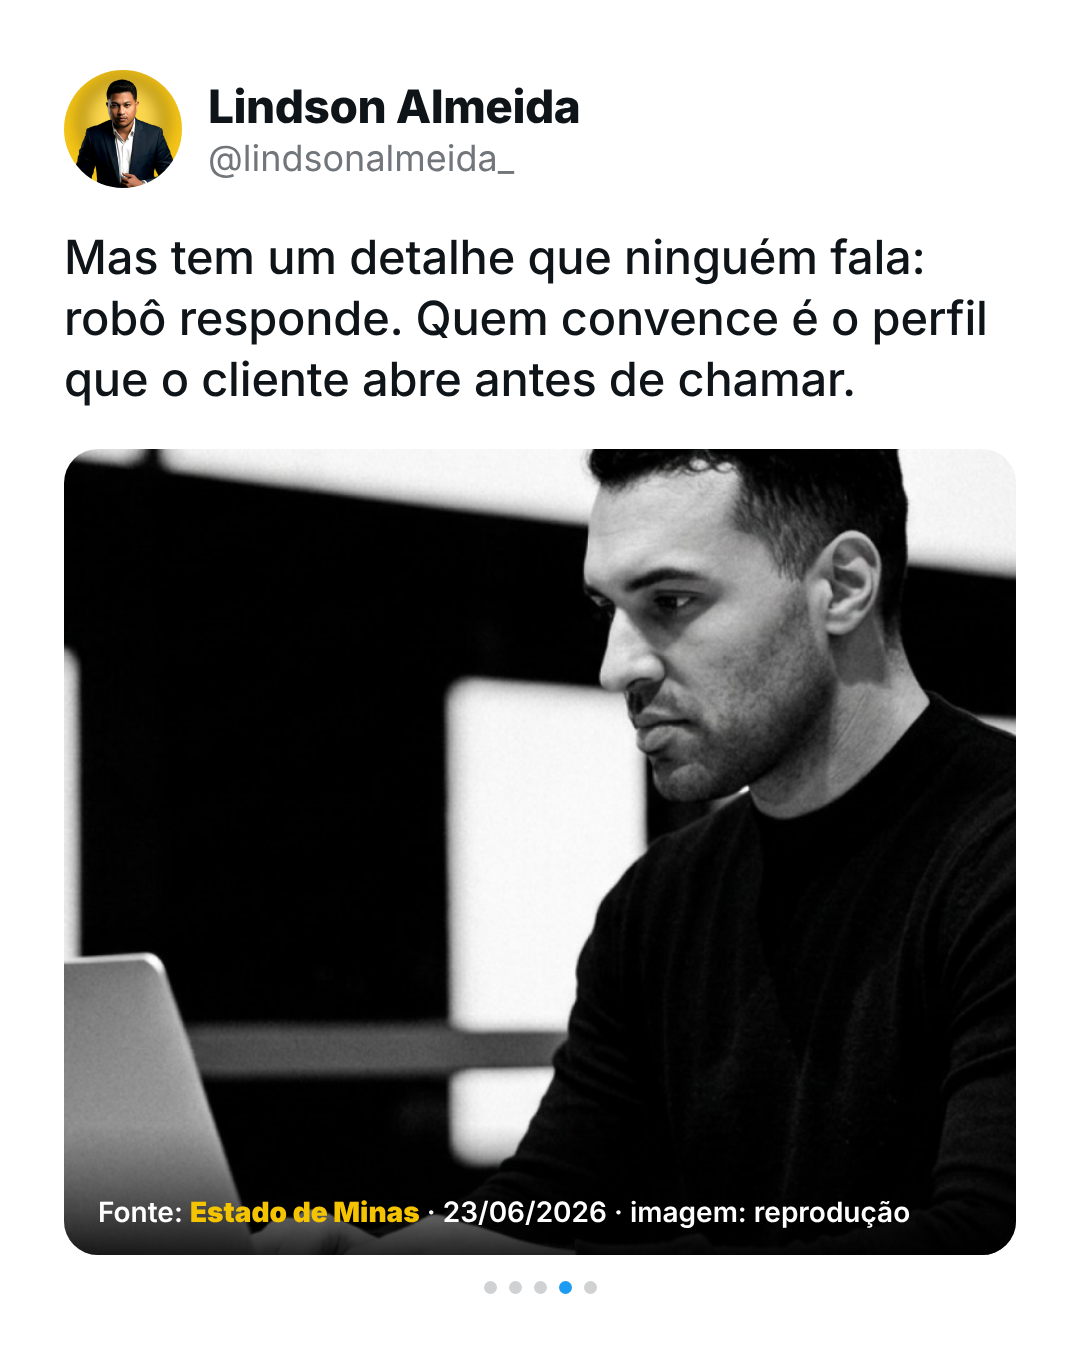 Lindson Almeida
@lindsonalmeida_
Mas tem um detalhe que ninguém fala:
robô responde. Quem convence é o perfil
que o cliente abre antes de chamar.
Fonte: Estado de Minas · 23/06/2026 · imagem: reprodução